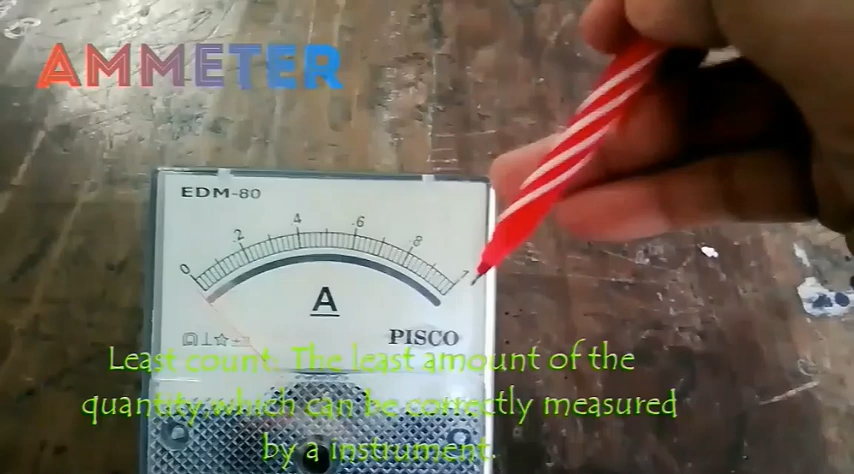 AMMETER
EDM-80
0 .2 .4 .6 .8 1
A
PISCO
Least count: The least amount of the
quantity which can be correctly measured
by a instrument.